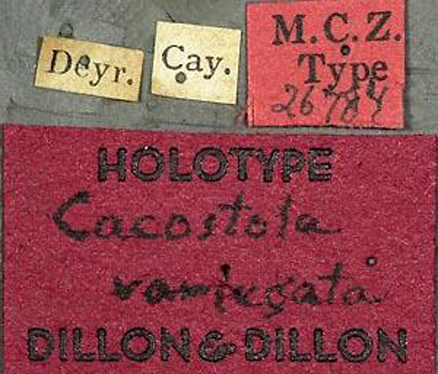 Deyr.
Cay.
M.C.Z.
Type
26784
HOLOTYPE
Cacostola
variegata
DILLON & DILLON